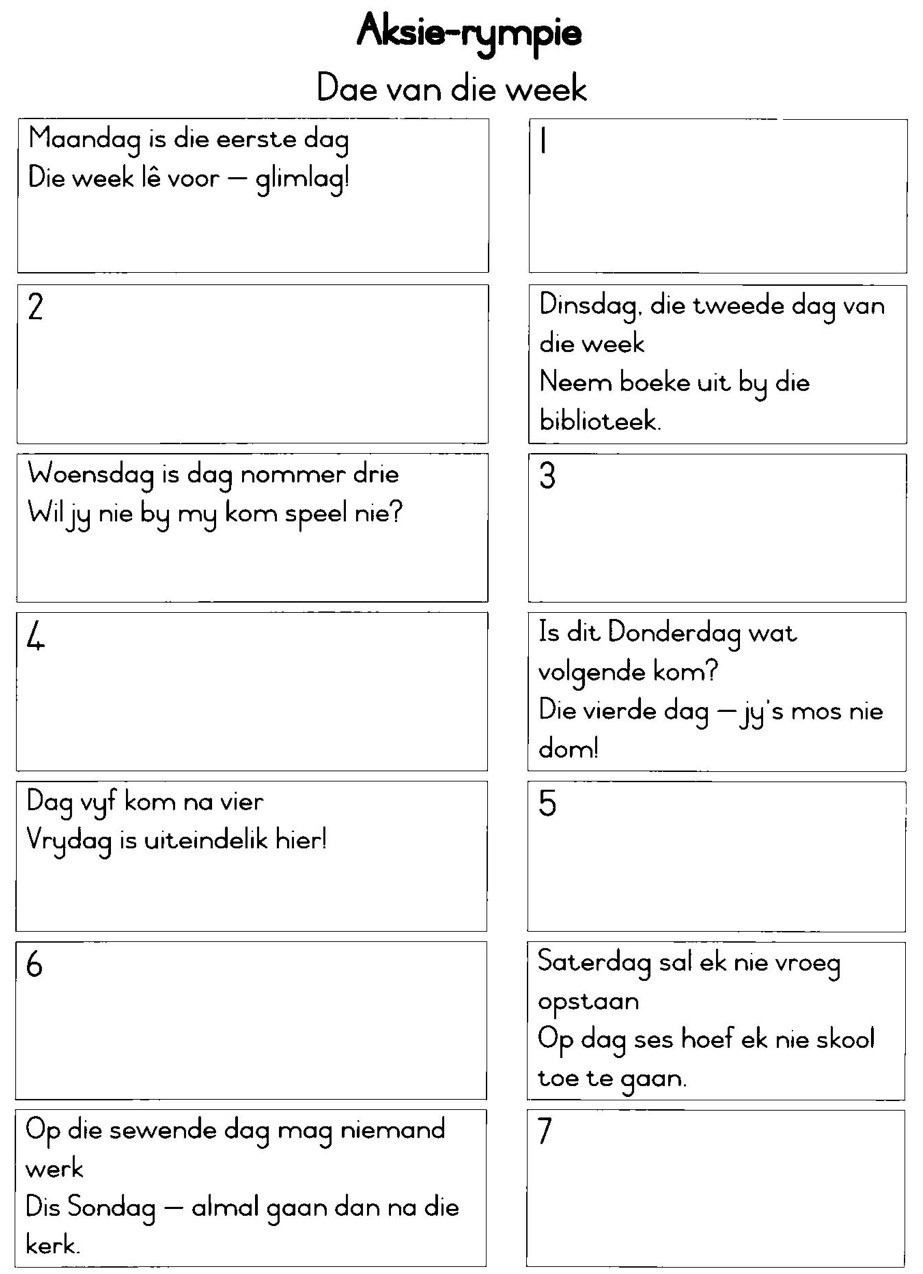 Aksie-rympie
Dae van die week
Maandag is die eerste dag
Die week lê voor – glimlag!
1
2
Dinsdag, die tweede dag van
die week
Neem boeke uit by die
biblioteek.
Woensdag is dag nommer drie
Wil jy nie by my kom speel nie?
3
4
Is dit Donderdag wat
volgende kom?
Die vierde dag – jy's mos nie
dom!
Dag vyf kom na vier
Vrydag is uiteindelik hier!
5
6
Saterdag sal ek nie vroeg
opstaan
Op dag ses hoef ek nie skool
toe te gaan.
Op die sewende dag mag niemand
werk
Dis Sondag – almal gaan dan na die
kerk.
7